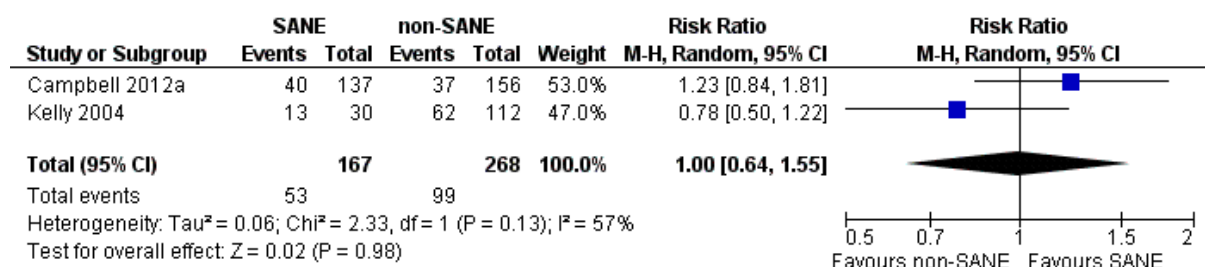 SANE non-SANE Risk Ratio Risk Ratio
Study or Subgroup Events Total Events Total Weight M-H, Random, 95% CI M-H, Random, 95% CI
Campbell 2012a 40 137 37 156 53.0% 1.23 [0.84, 1.81]
Kelly 2004 13 30 62 112 47.0% 0.78 [0.50, 1.22]
Total (95% CI) 167 268 100.0% 1.00 [0.64, 1.55]
Total events 53 99
Heterogeneity: Tau² = 0.06; Chi² = 2.33, df = 1 (P = 0.13); I² = 57%
Test for overall effect: Z = 0.02 (P = 0.98)
0.5 0.7 1 1.5 2
Favours non-SANE Favours SANE